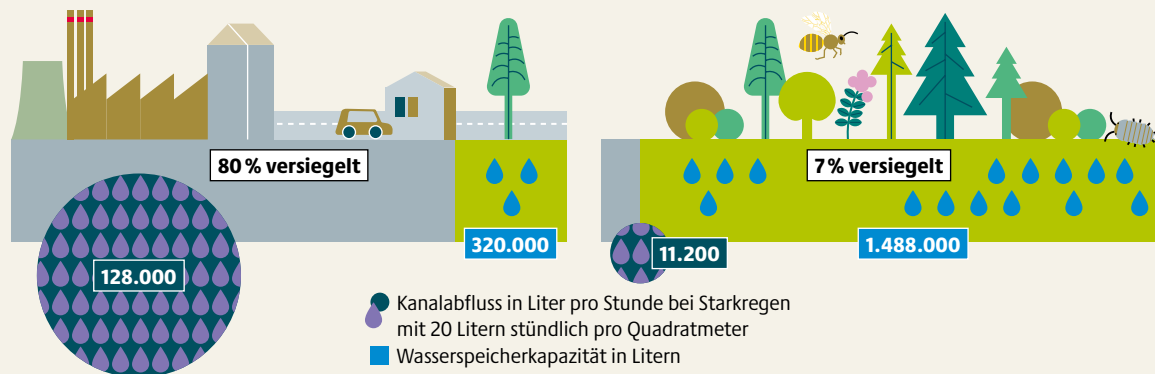 80 % versiegelt
7 % versiegelt
320.000
1.488.000
11.200
128.000
Kanalabfluss in Liter pro Stunde bei Starkregen
mit 20 Litern stündlich pro Quadratmeter
Wasserspeicherkapazität in Litern